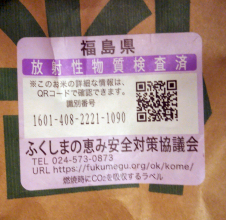 福島県
放射性物質検査済
※このお米の詳細な情報は、
QRコードで確認できます。
識別番号
1601-408-2221-1090
ふくしまの恵み安全対策協議会
TEL 024-573-0873
URL https://fukumegu.org/ok/kome/
燃焼時にCO₂を吸収するラベル